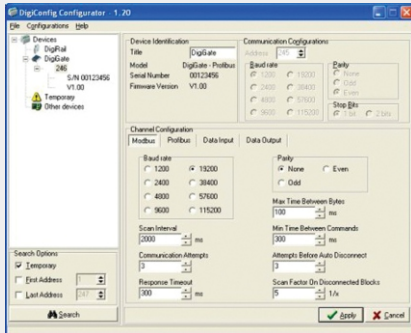 DigiConfig Configurator - 1.20
File Configurations Help
Devices
DigiRail
DigiGate
246
S/N 00123456
V1.00
Temporary
Other devices
Search Options
Temporary
First Address 1
Last Address 247
Search
Device Identification
Title DigiGate
Model DigiGate - Profibus
Serial Number 00123456
Firmware Version V1.00
Communication Configurations
Address 245
Baud rate
1200 19200
2400 38400
4800 57600
9600 115200
Parity
None
Odd
Even
Stop Bits
1 bit 2 bits
Channel Configuration
Modbus Profibus Data Input Data Output
Baud rate
1200 19200
2400 38400
4800 57600
9600 115200
Parity
None Even
Odd
Max Time Between Bytes
100 ms
Scan Interval
2000 ms
Min Time Between Commands
300 ms
Communication Attempts
3
Attempts Before Auto Disconnect
3
Response Timeout
300 ms
Scan Factor On Disconnected Blocks
5 1/x
Apply Cancel